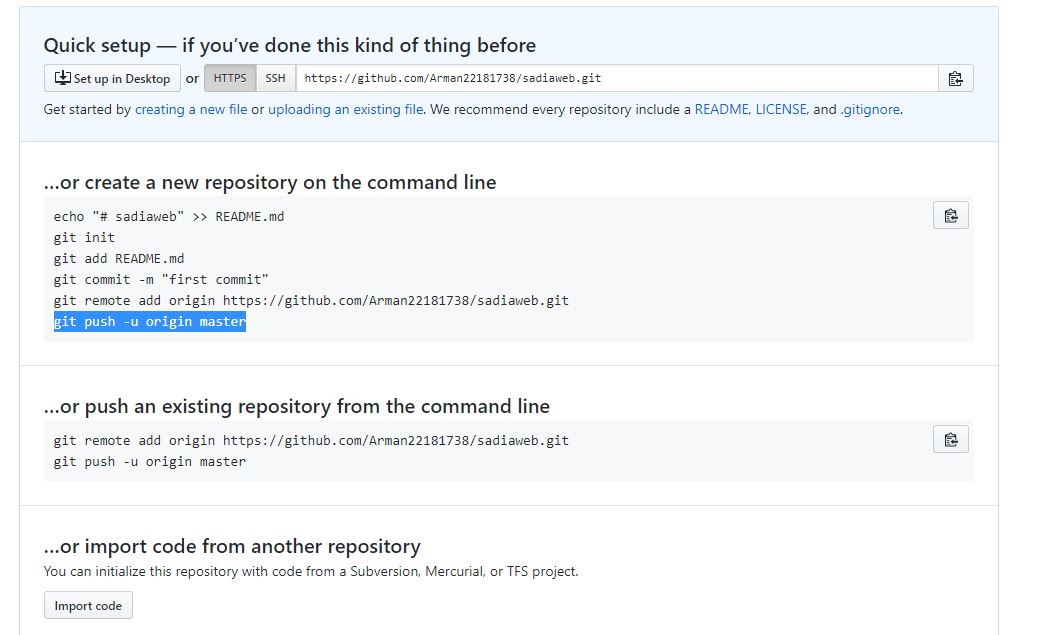 Quick setup — if you’ve done this kind of thing before
Set up in Desktop or HTTPS SSH https://github.com/Arman22181738/sadiaweb.git
Get started by creating a new file or uploading an existing file. We recommend every repository include a README, LICENSE, and .gitignore.
…or create a new repository on the command line
echo "# sadiaweb" >> README.md
git init
git add README.md
git commit -m "first commit"
git remote add origin https://github.com/Arman22181738/sadiaweb.git
git push -u origin master
…or push an existing repository from the command line
git remote add origin https://github.com/Arman22181738/sadiaweb.git
git push -u origin master
…or import code from another repository
You can initialize this repository with code from a Subversion, Mercurial, or TFS project.
Import code